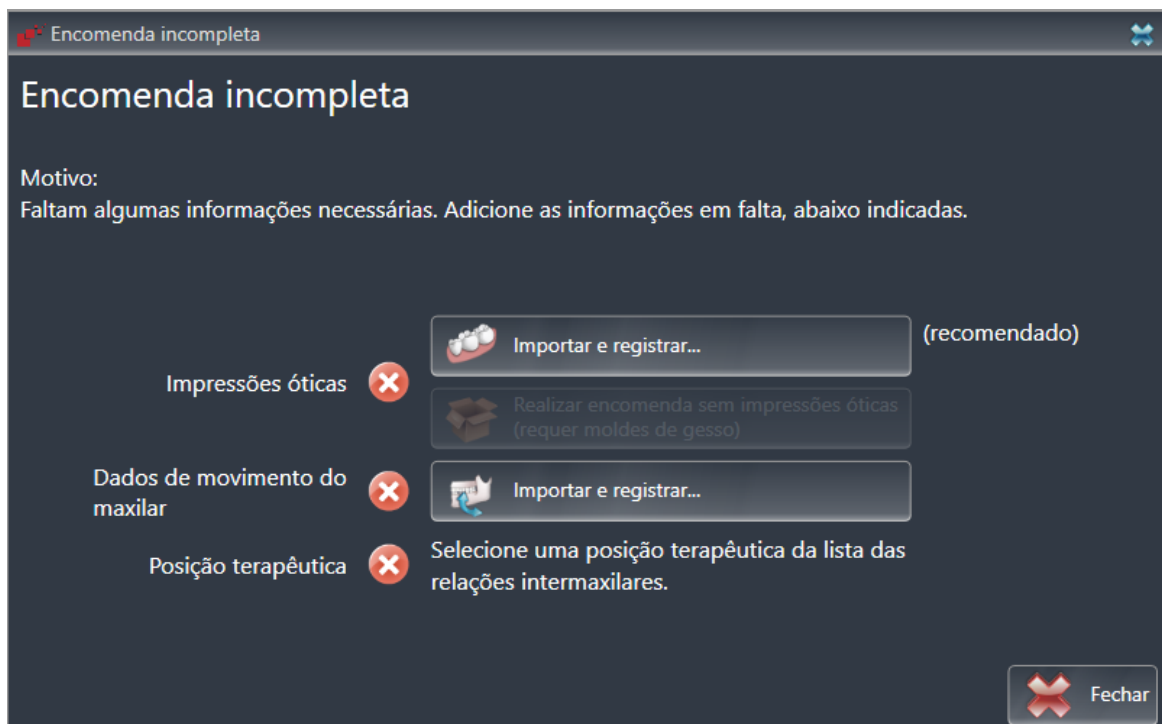 Encomenda incompleta
Encomenda incompleta
Motivo:
Faltam algumas informações necessárias. Adicione as informações em falta, abaixo indicadas.
Impressões óticas
Importar e registrar...
(recomendado)
Realizar encomenda sem impressões óticas
(requer moldes de gesso)
Dados de movimento do
maxilar
Importar e registrar...
Posição terapêutica
Selecione uma posição terapêutica da lista das
relações intermaxilares.
Fechar